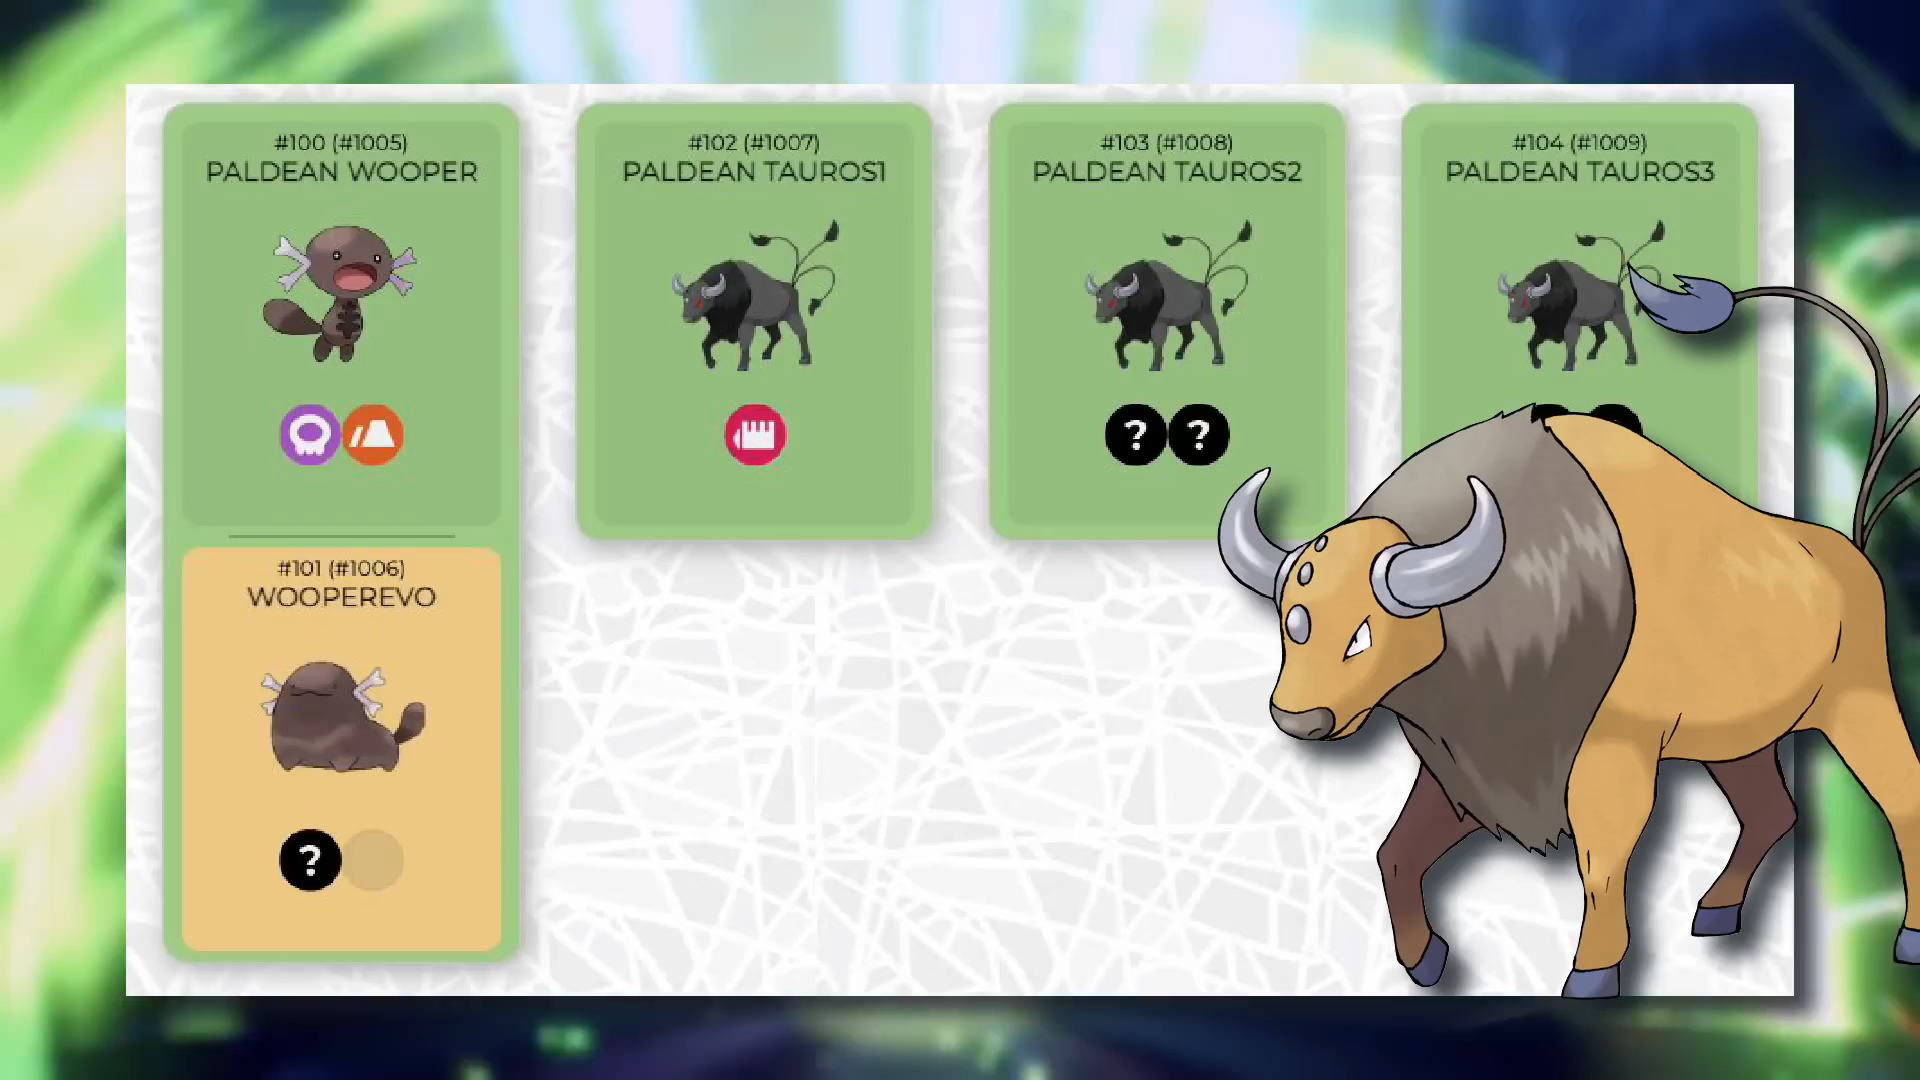 #100 (#1005)
PALDEAN WOOPER
#101 (#1006)
WOOPEREVO
?
#102 (#1007)
PALDEAN TAUROS1
#103 (#1008)
PALDEAN TAUROS2
? ?
#104 (#1009)
PALDEAN TAUROS3